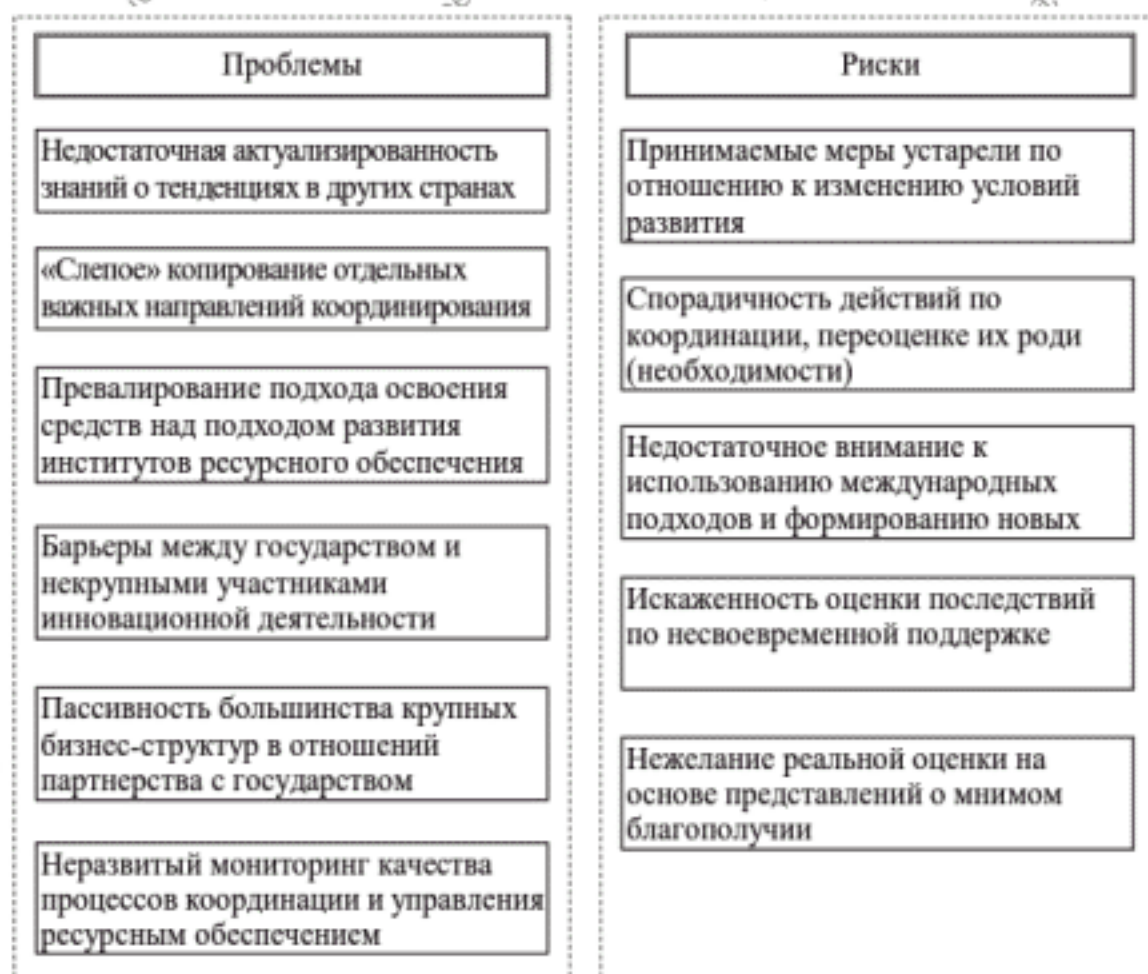 Проблемы
Недостаточная актуализированность
знаний о тенденциях в других странах
«Слепое» копирование отдельных
важных направлений координирования
Превалирование подхода освоения
средств над подходом развития
институтов ресурсного обеспечения
Барьеры между государством и
некрупными участниками
инновационной деятельности
Пассивность большинства крупных
бизнес-структур в отношений
партнерства с государством
Неразвитый мониторинг качества
процессов координации и управления
ресурсным обеспечением
Риски
Принимаемые меры устарели по
отношению к изменению условий
развития
Спорадичность действий по
координации, переоценке их роди
(необходимости)
Недостаточное внимание к
использованию международных
подходов и формированию новых
Искаженность оценки последствий
по несвоевременной поддержке
Нежелание реальной оценки на
основе представлений о мнимом
благополучии